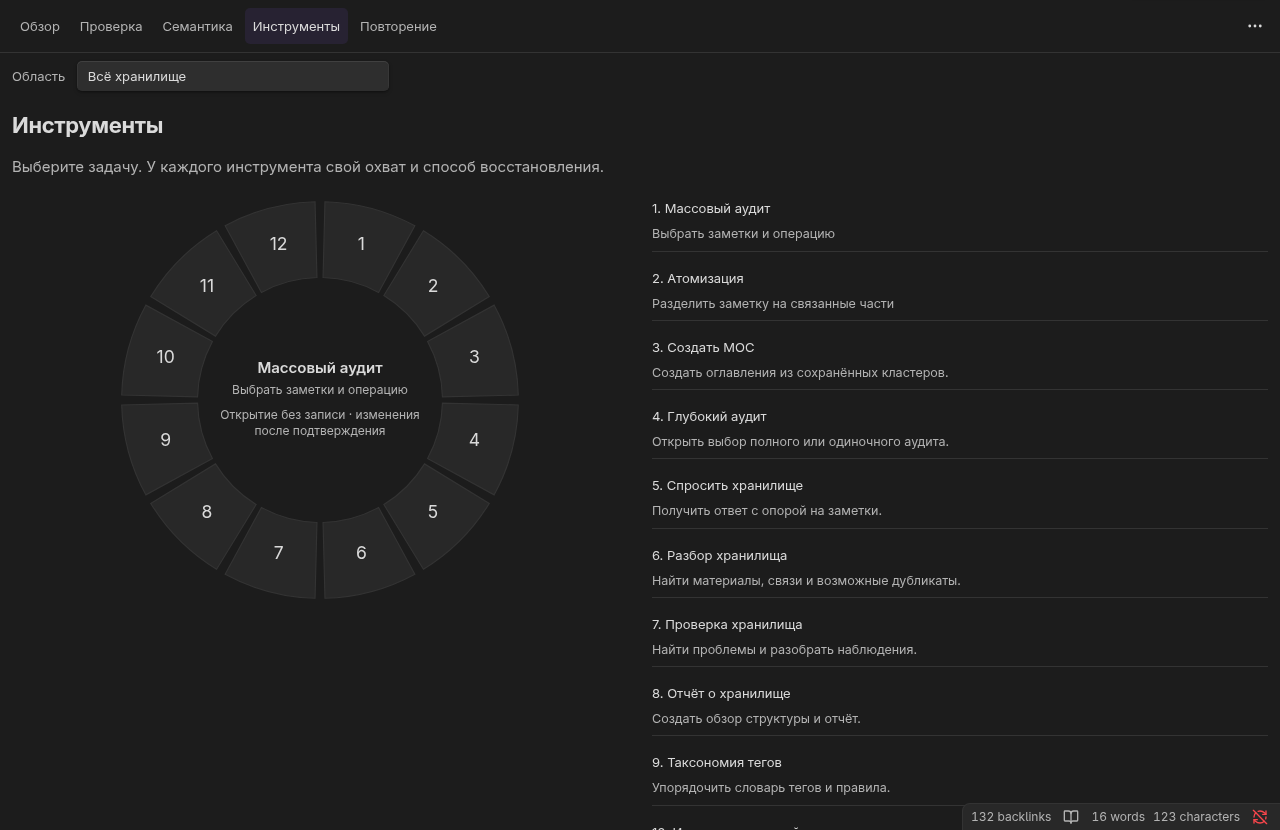 Обзор Проверка Семантика Инструменты Повторение
Область Всё хранилище
Инструменты
Выберите задачу. У каждого инструмента свой охват и способ восстановления.
12
1
11
2
10
3
9
4
8
5
7
6
Массовый аудит
Выбрать заметки и операцию
Открытие без записи · изменения
после подтверждения
1. Массовый аудит
Выбрать заметки и операцию
2. Атомизация
Разделить заметку на связанные части
3. Создать MOC
Создать оглавления из сохранённых кластеров.
4. Глубокий аудит
Открыть выбор полного или одиночного аудита.
5. Спросить хранилище
Получить ответ с опорой на заметки.
6. Разбор хранилища
Найти материалы, связи и возможные дубликаты.
7. Проверка хранилища
Найти проблемы и разобрать наблюдения.
8. Отчёт о хранилище
Создать обзор структуры и отчёт.
9. Таксономия тегов
Упорядочить словарь тегов и правила.
132 backlinks 16 words 123 characters